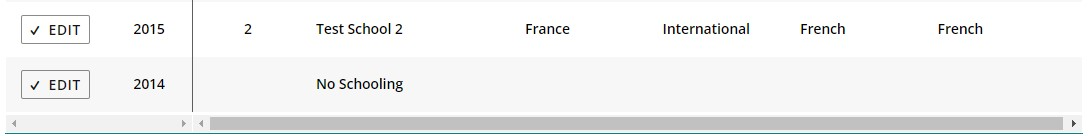 EDIT 2015 2 Test School 2 France International French French
EDIT 2014 No Schooling